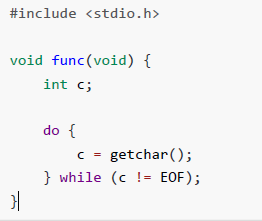 #include <stdio.h>

void func(void) {
    int c;

    do {
        c = getchar();
    } while (c != EOF);
}